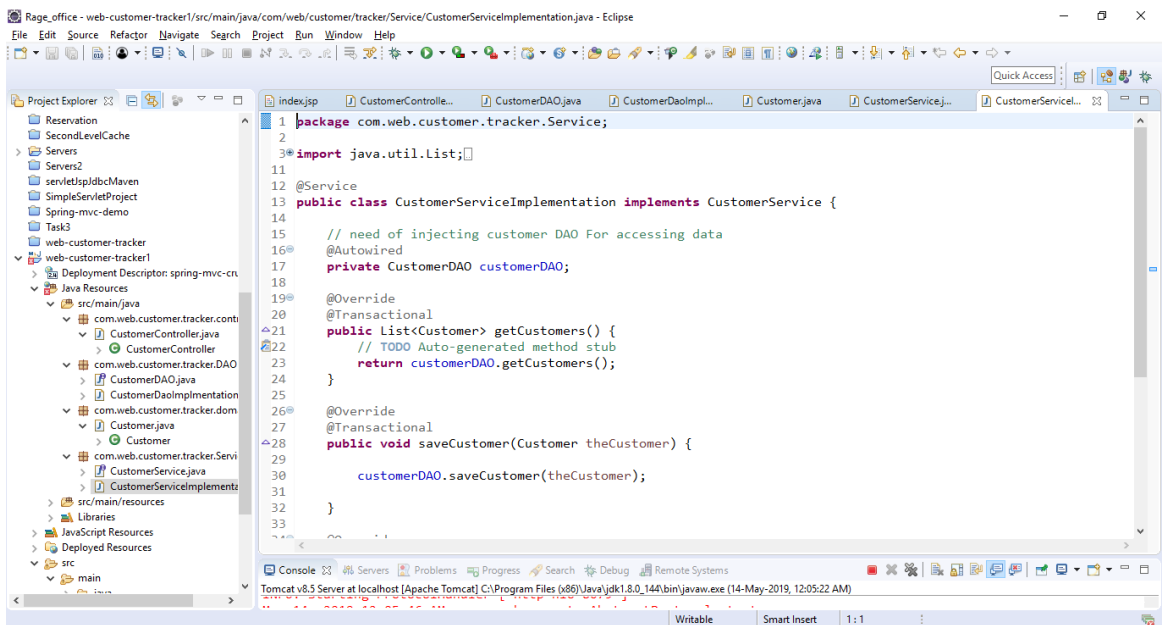 Rage_office - web-customer-tracker1/src/main/java/com/web/customer/tracker/Service/CustomerServiceImplementation.java - Eclipse
File Edit Source Refactor Navigate Search Project Run Window Help
Quick Access
Project Explorer
Reservation
SecondLevelCache
Servers
Servers2
servletJspJdbcMaven
SimpleServletProject
Spring-mvc-demo
Task3
web-customer-tracker
web-customer-tracker1
Deployment Descriptor: spring-mvc-cru
Java Resources
src/main/java
com.web.customer.tracker.contr
CustomerController.java
CustomerController
com.web.customer.tracker.DAO
CustomerDAO.java
CustomerDaoImplmentation
com.web.customer.tracker.dom
Customer.java
Customer
com.web.customer.tracker.Servi
CustomerService.java
CustomerServiceImplementa
src/main/resources
Libraries
JavaScript Resources
Deployed Resources
src
main
index.jsp CustomerControlle... CustomerDAO.java CustomerDaoImpl... Customer.java CustomerService.j... CustomerServiceI...
1 package com.web.customer.tracker.Service;
2
3 import java.util.List;
11
12 @Service
13 public class CustomerServiceImplementation implements CustomerService {
14
15 // need of injecting customer DAO For accessing data
16 @Autowired
17 private CustomerDAO customerDAO;
18
19 @Override
20 @Transactional
21 public List<Customer> getCustomers() {
22 // TODO Auto-generated method stub
23 return customerDAO.getCustomers();
24 }
25
26 @Override
27 @Transactional
28 public void saveCustomer(Customer theCustomer) {
29
30 customerDAO.saveCustomer(theCustomer);
31
32 }
33
Console Servers Problems Progress Search Debug Remote Systems
Tomcat v8.5 Server at localhost [Apache Tomcat] C:\Program Files (x86)\Java\jdk1.8.0_144\bin\javaw.exe (14-May-2019, 12:05:22 AM)
Writable Smart Insert 1 : 1